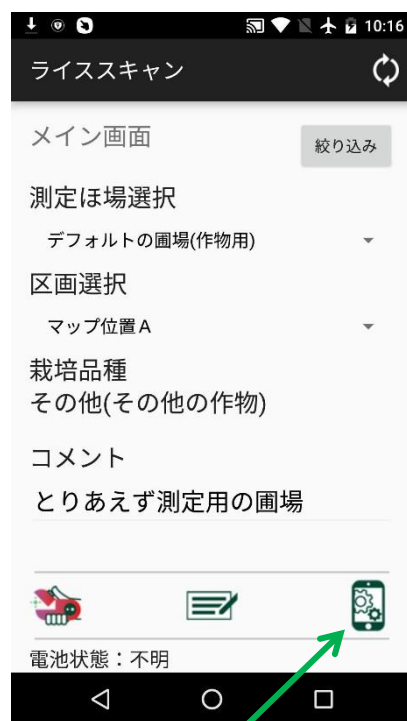 10:16
ライススキャン
メイン画面
絞り込み
測定ほ場選択
デフォルトの圃場(作物用)
区画選択
マップ位置A
栽培品種
その他(その他の作物)
コメント
とりあえず測定用の圃場
電池状態：不明